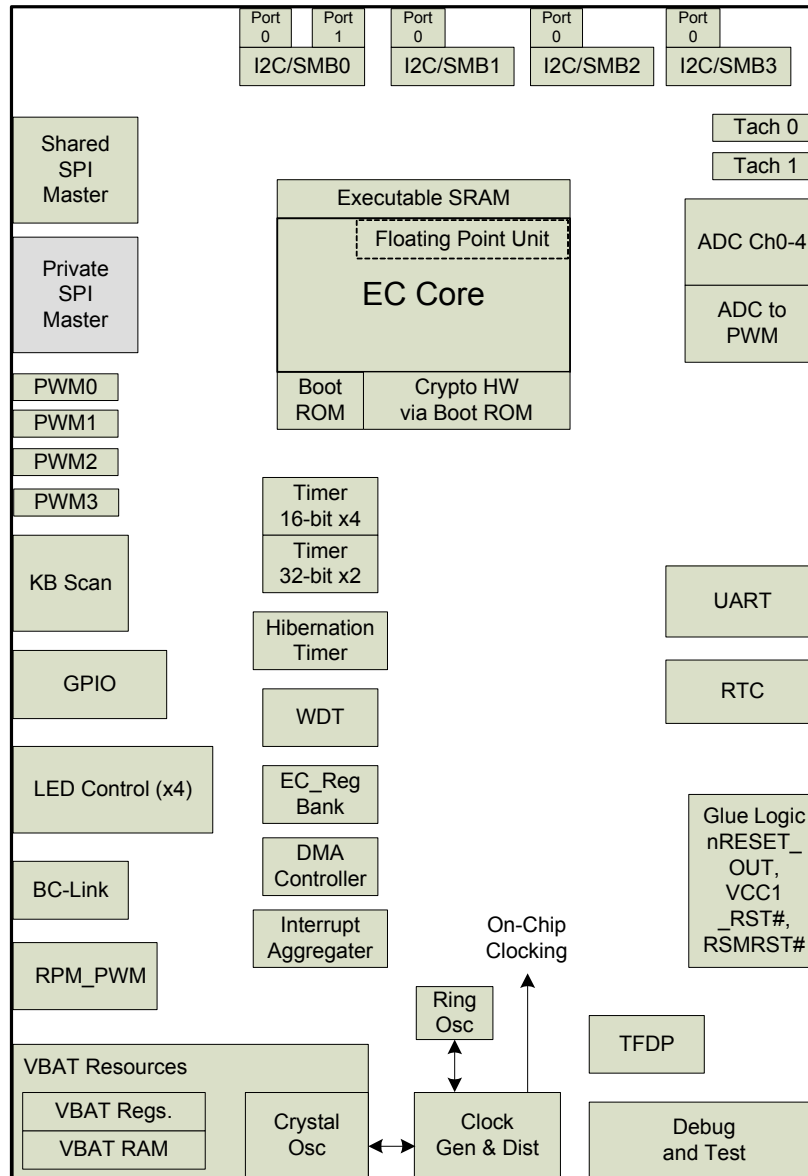 Port
0
Port
1
Port
0
Port
0
Port
0
I2C/SMB0
I2C/SMB1
I2C/SMB2
I2C/SMB3
Shared
SPI
Master
Private
SPI
Master
PWM0
PWM1
PWM2
PWM3
KB Scan
GPIO
LED Control (x4)
BC-Link
RPM_PWM
VBAT Resources
VBAT Regs.
VBAT RAM
Crystal
Osc
Executable SRAM
Floating Point Unit
EC Core
Boot
ROM
Crypto HW
via Boot ROM
Timer
16-bit x4
Timer
32-bit x2
Hibernation
Timer
WDT
EC_Reg
Bank
DMA
Controller
Interrupt
Aggregater
On-Chip
Clocking
Ring
Osc
Clock
Gen & Dist
Tach 0
Tach 1
ADC Ch0-4
ADC to
PWM
UART
RTC
Glue Logic
nRESET_
OUT,
VCC1
_RST#,
RSMRST#
TFDP
Debug
and Test